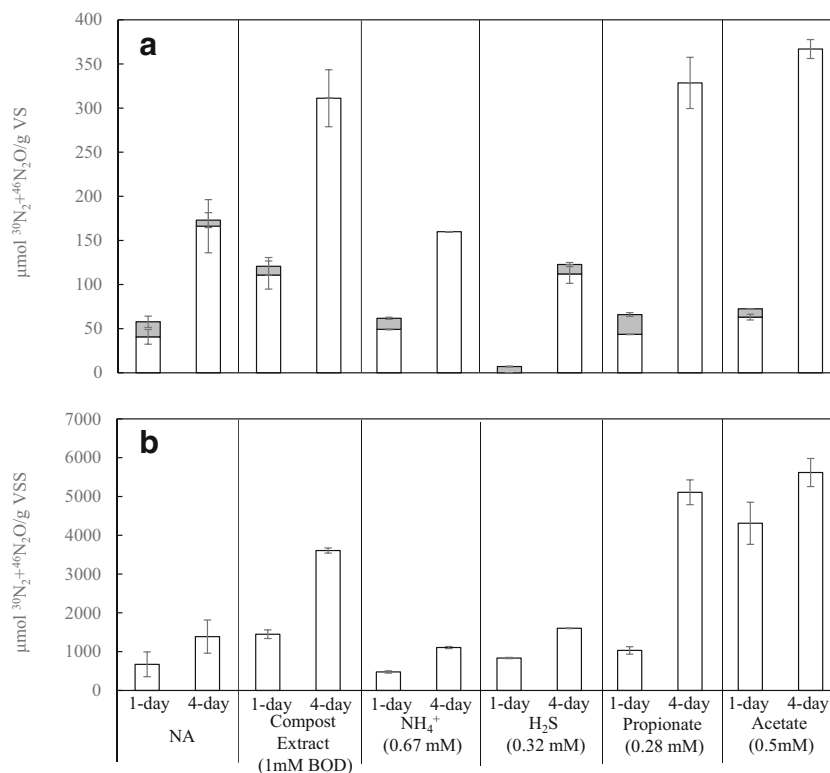 a
400
350
300
250
200
150
100
50
0
µmol ³⁰N₂+⁴⁶N₂O/g VS
b
7000
6000
5000
4000
3000
2000
1000
0
µmol ³⁰N₂+⁴⁶N₂O/g VSS
1-day 4-day 1-day 4-day 1-day 4-day 1-day 4-day 1-day 4-day 1-day 4-day
NA
Compost
Extract
(1mM BOD)
NH₄⁺
(0.67 mM)
H₂S
(0.32 mM)
Propionate
(0.28 mM)
Acetate
(0.5mM)